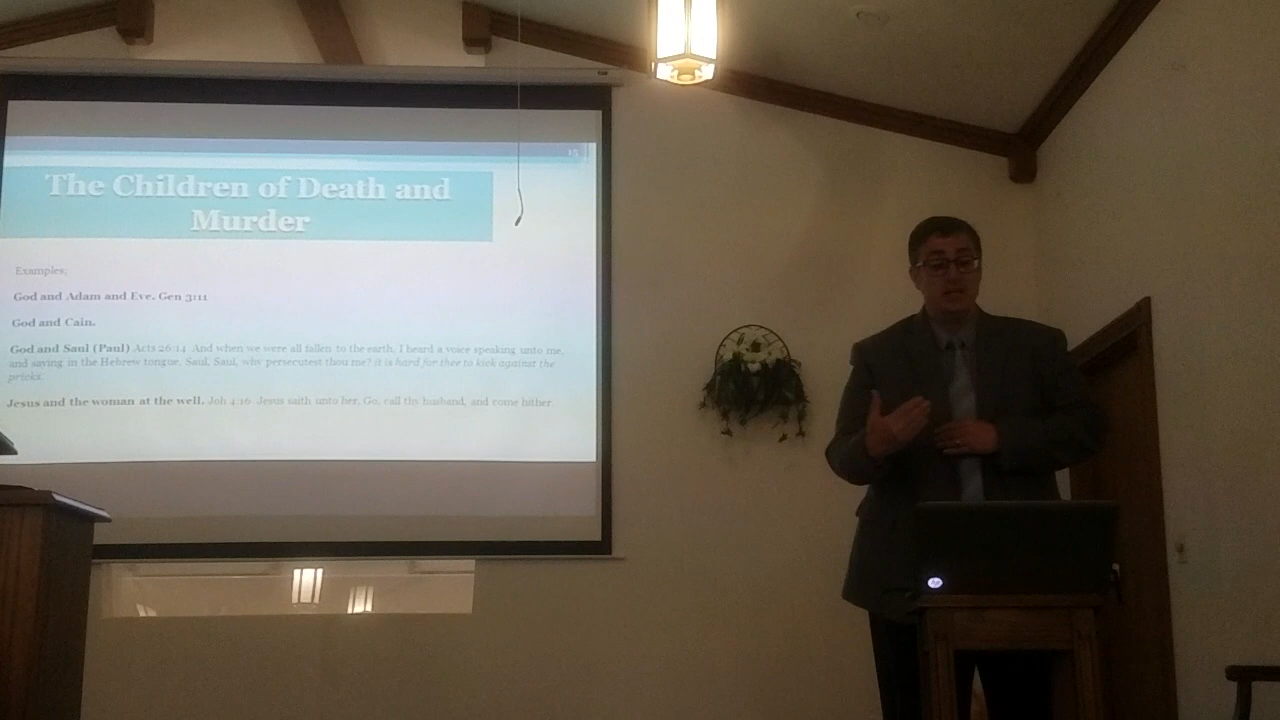 15
The Children of Death and
Murder
Examples:
God and Adam and Eve. Gen 3:11
God and Cain.
God and Saul (Paul) Acts 26:14 And when we were all fallen to the earth, I heard a voice speaking unto me,
and saying in the Hebrew tongue, Saul, Saul, why persecutest thou me? it is hard for thee to kick against the
pricks.
Jesus and the woman at the well. Joh 4:16 Jesus saith unto her, Go, call thy husband, and come hither.
hp